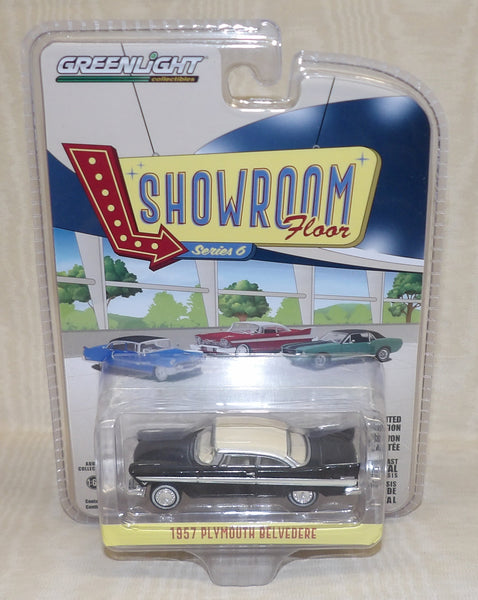 GREENLIGHT
collectibles
SHOWROOM
Floor
Series 6
1957 PLYMOUTH BELVEDERE